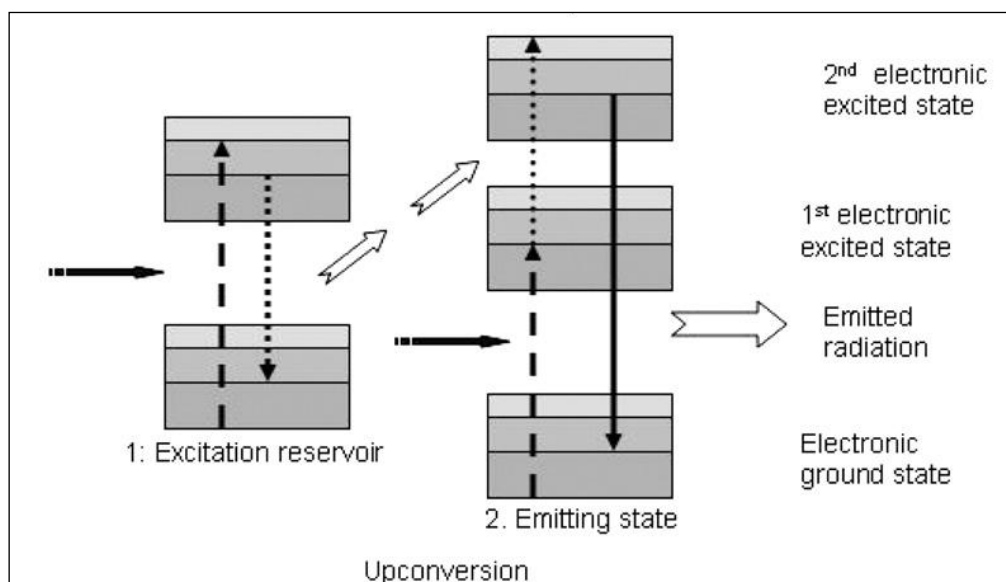 2nd electronic
excited state
1st electronic
excited state
Emitted
radiation
1: Excitation reservoir
Electronic
ground state
2. Emitting state
Upconversion